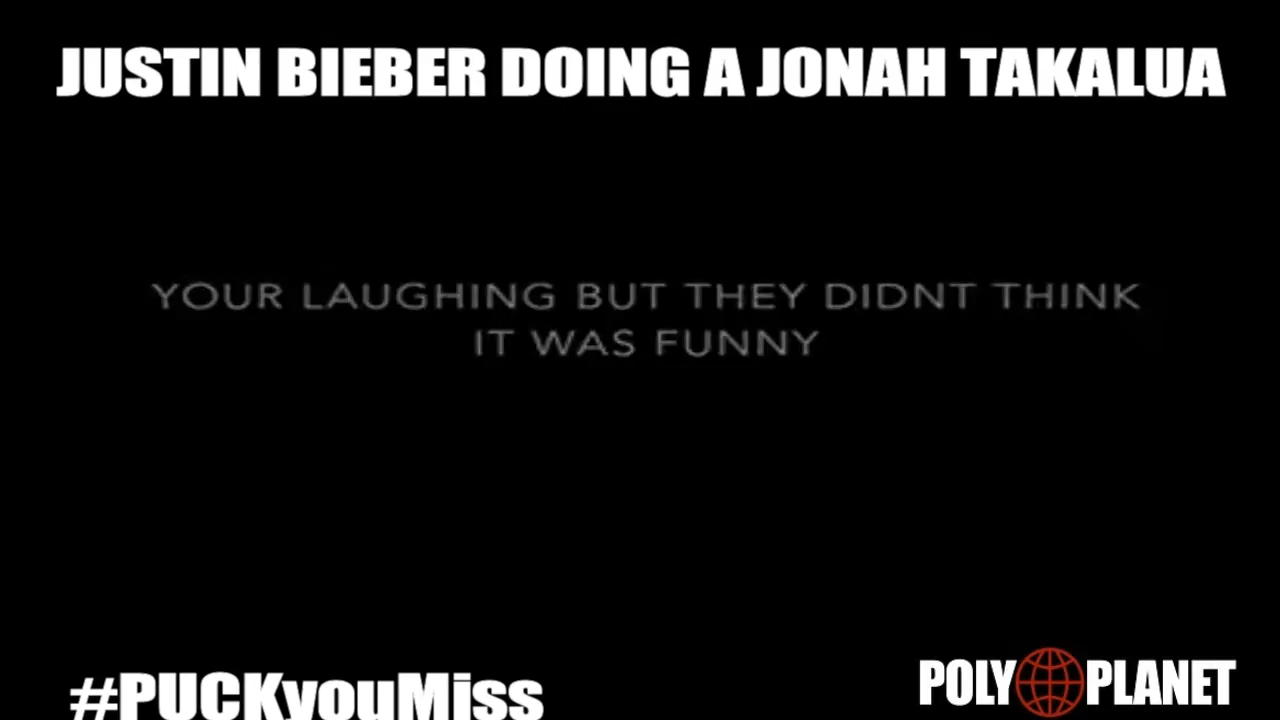 JUSTIN BIEBER DOING A JONAH TAKALUA
YOUR LAUGHING BUT THEY DIDNT THINK
IT WAS FUNNY
#PUCKyouMiss
POLY PLANET